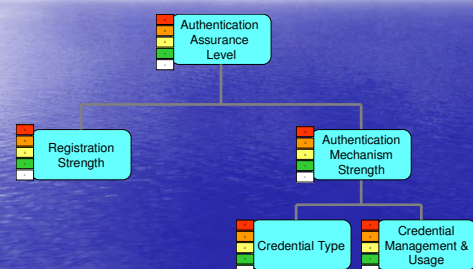 Authentication
Assurance
Level
Registration
Strength
Authentication
Mechanism
Strength
Credential Type
Credential
Management &
Usage